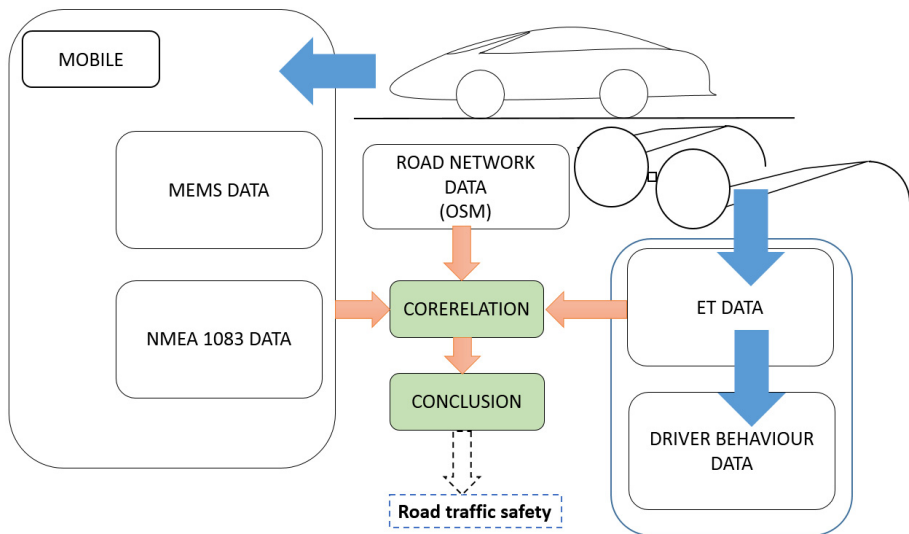 MOBILE
MEMS DATA
NMEA 1083 DATA
ROAD NETWORK
DATA
(OSM)
CORERELATION
CONCLUSION
Road traffic safety
ET DATA
DRIVER BEHAVIOUR
DATA